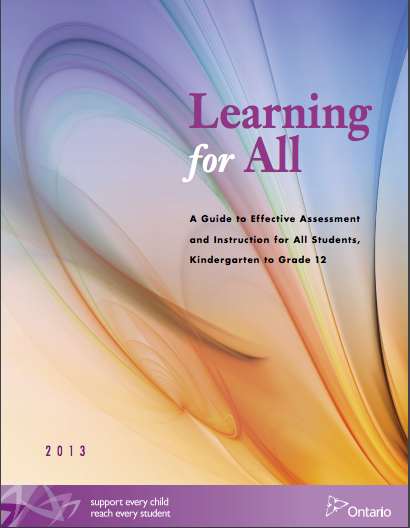 Learning
for All
A Guide to Effective Assessment
and Instruction for All Students,
Kindergarten to Grade 12
2013
support every child
reach every student
Ontario